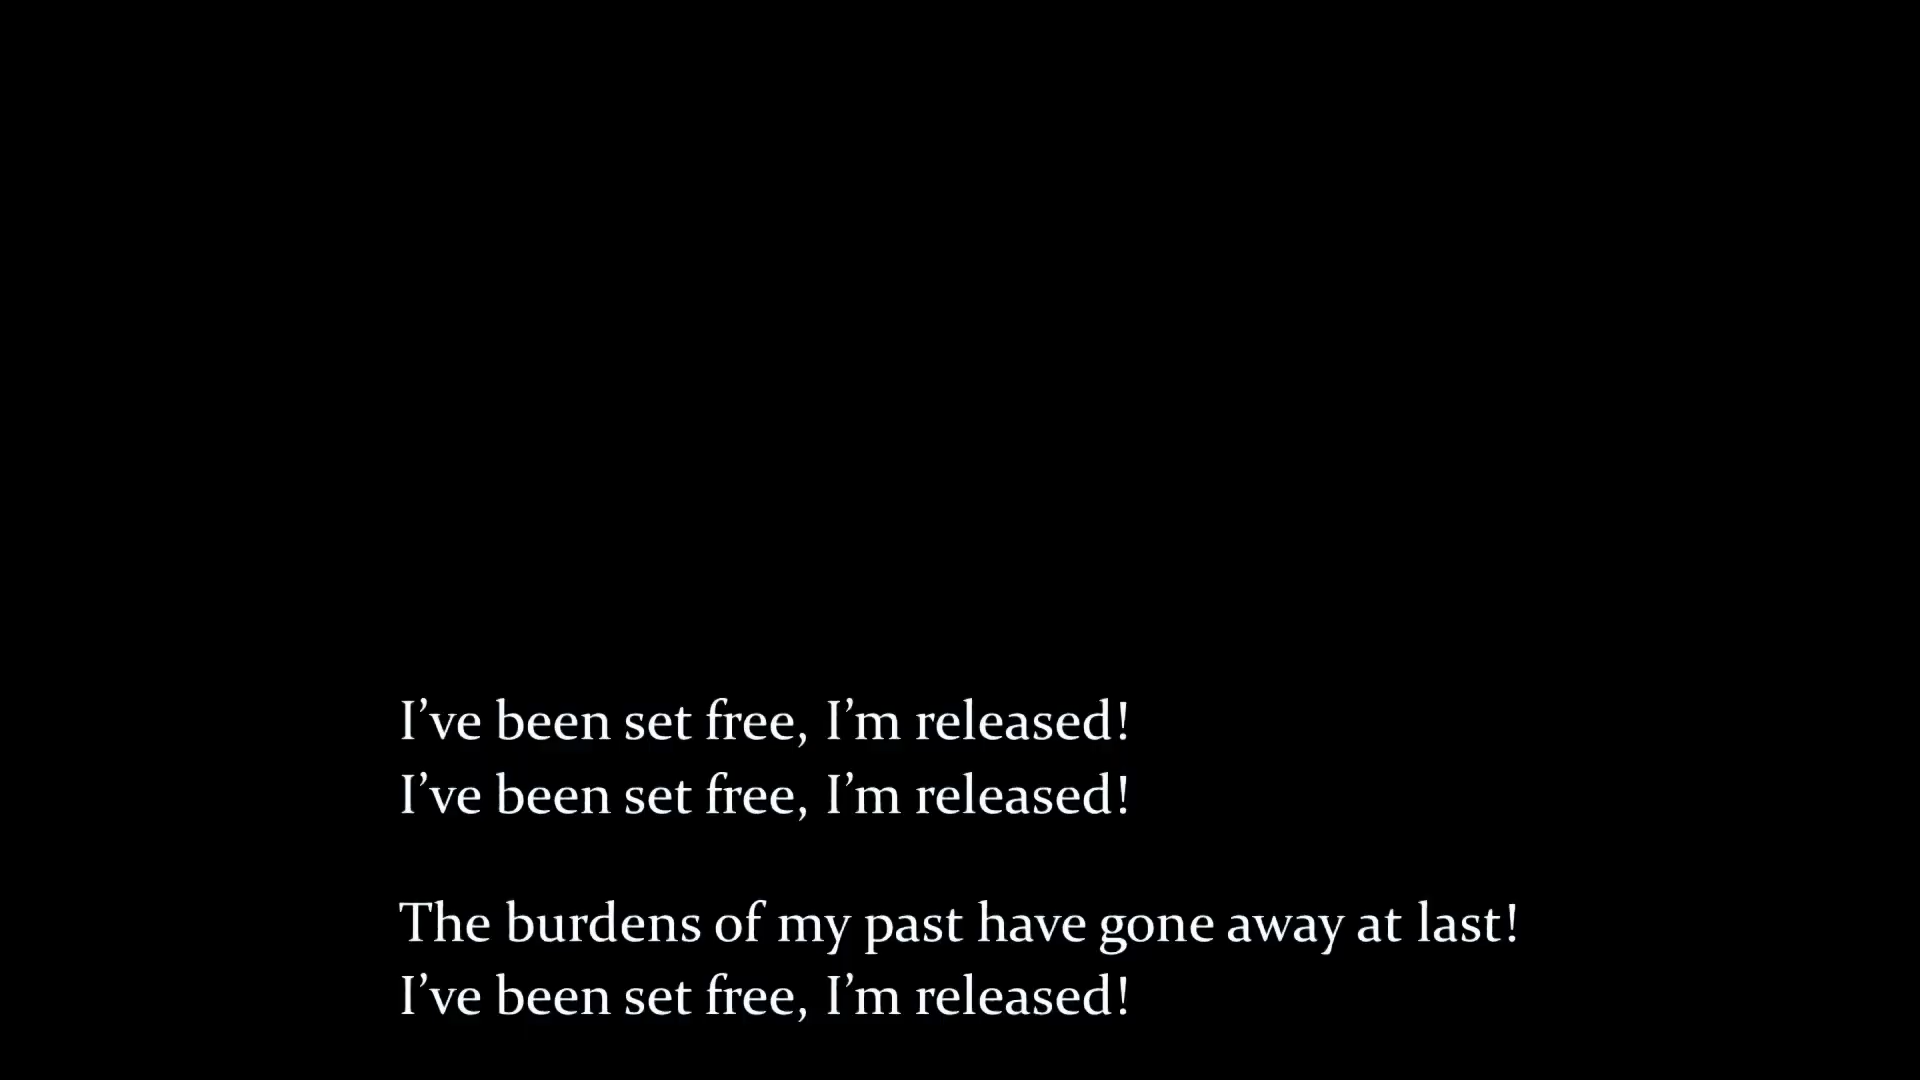 I’ve been set free, I’m released!
I’ve been set free, I’m released!
The burdens of my past have gone away at last!
I’ve been set free, I’m released!